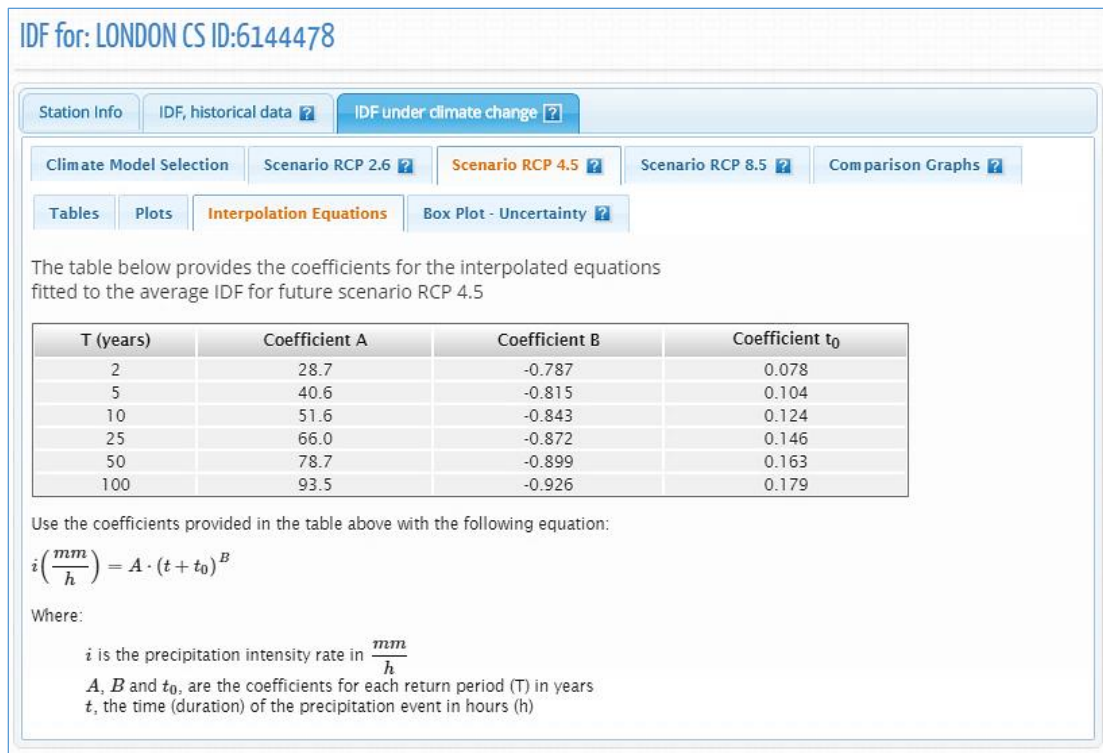 IDF for: LONDON CS ID:6144478
Station Info IDF, historical data ? IDF under climate change ?
Climate Model Selection Scenario RCP 2.6 ? Scenario RCP 4.5 ? Scenario RCP 8.5 ? Comparison Graphs ?
Tables Plots Interpolation Equations Box Plot - Uncertainty ?
The table below provides the coefficients for the interpolated equations
fitted to the average IDF for future scenario RCP 4.5
T (years) Coefficient A Coefficient B Coefficient t₀
2 28.7 -0.787 0.078
5 40.6 -0.815 0.104
10 51.6 -0.843 0.124
25 66.0 -0.872 0.146
50 78.7 -0.899 0.163
100 93.5 -0.926 0.179
Use the coefficients provided in the table above with the following equation:
i(mm/h) = A · (t + t₀)^B
Where:
i is the precipitation intensity rate in mm/h
A, B and t₀, are the coefficients for each return period (T) in years
t, the time (duration) of the precipitation event in hours (h)